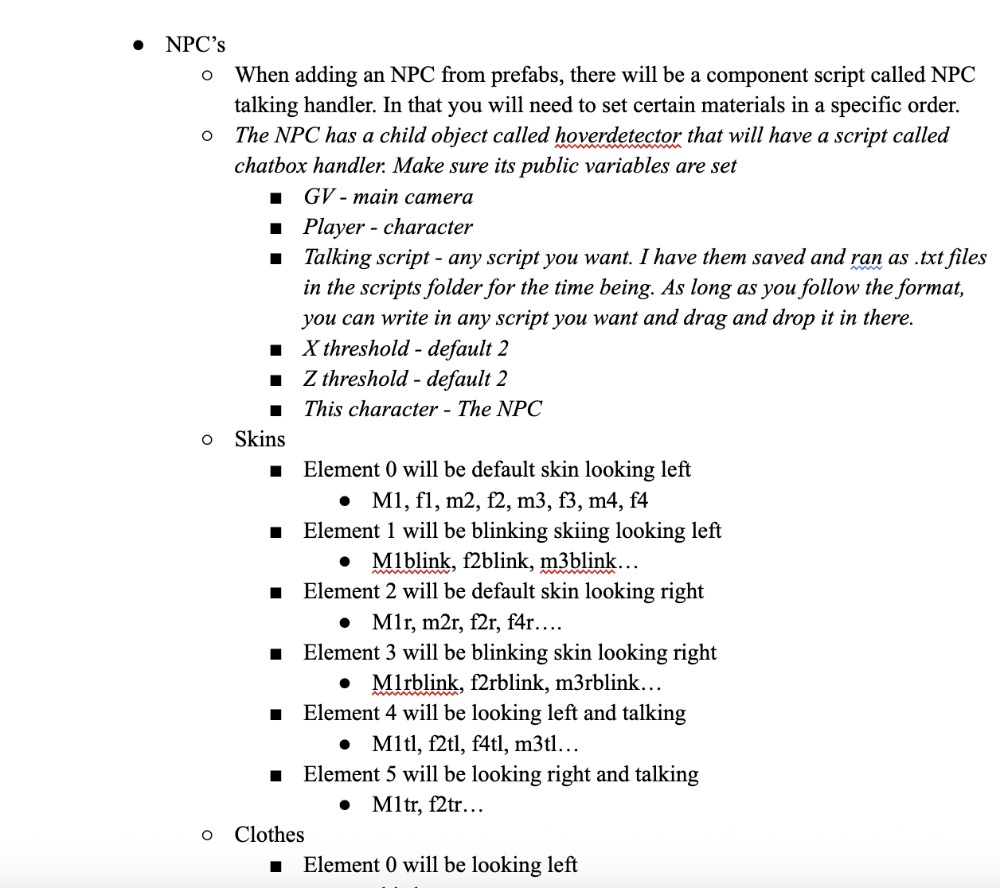 ● NPC’s
○ When adding an NPC from prefabs, there will be a component script called NPC
talking handler. In that you will need to set certain materials in a specific order.
○ The NPC has a child object called hoverdetector that will have a script called
chatbox handler. Make sure its public variables are set
■ GV - main camera
■ Player - character
■ Talking script - any script you want. I have them saved and ran as .txt files
in the scripts folder for the time being. As long as you follow the format,
you can write in any script you want and drag and drop it in there.
■ X threshold - default 2
■ Z threshold - default 2
■ This character - The NPC
○ Skins
■ Element 0 will be default skin looking left
● M1, f1, m2, f2, m3, f3, m4, f4
■ Element 1 will be blinking skiing looking left
● M1blink, f2blink, m3blink…
■ Element 2 will be default skin looking right
● M1r, m2r, f2r, f4r….
■ Element 3 will be blinking skin looking right
● M1rblink, f2rblink, m3rblink…
■ Element 4 will be looking left and talking
● M1tl, f2tl, f4tl, m3tl…
■ Element 5 will be looking right and talking
● M1tr, f2tr…
○ Clothes
■ Element 0 will be looking left